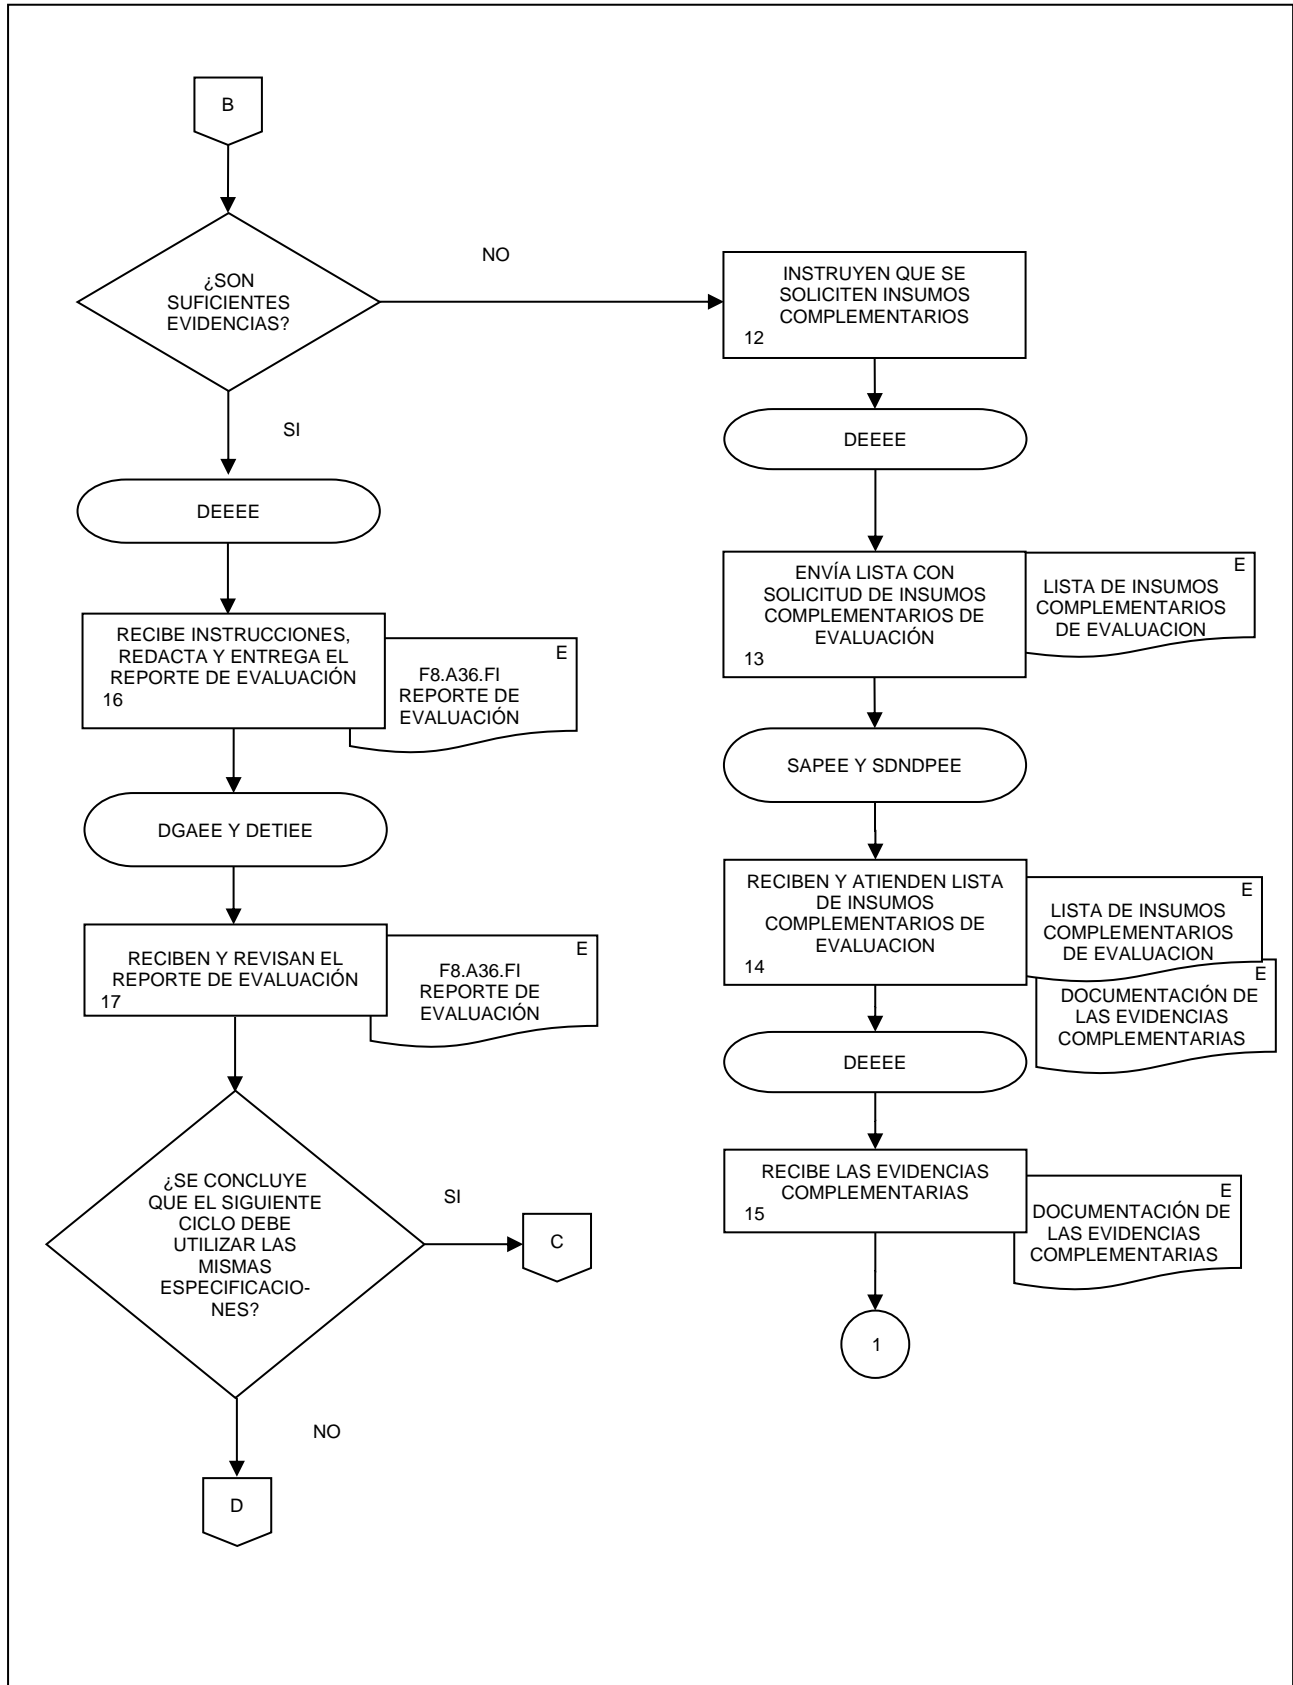 B
¿SON
SUFICIENTES
EVIDENCIAS?
NO
INSTRUYEN QUE SE
SOLICITEN INSUMOS
COMPLEMENTARIOS
12
DEEEE
SI
DEEEE
ENVÍA LISTA CON
SOLICITUD DE INSUMOS
COMPLEMENTARIOS DE
EVALUACIÓN
13
E
LISTA DE INSUMOS
COMPLEMENTARIOS
DE EVALUACION
RECIBE INSTRUCCIONES,
REDACTA Y ENTREGA EL
REPORTE DE EVALUACIÓN
16
E
F8.A36.FI
REPORTE DE
EVALUACIÓN
SAPEE Y SDNDPEE
DGAEE Y DETIEE
RECIBEN Y ATIENDEN LISTA
DE INSUMOS
COMPLEMENTARIOS DE
EVALUACION
14
E
LISTA DE INSUMOS
COMPLEMENTARIOS
DE EVALUACION
E
DOCUMENTACIÓN DE
LAS EVIDENCIAS
COMPLEMENTARIAS
RECIBEN Y REVISAN EL
REPORTE DE EVALUACIÓN
17
E
F8.A36.FI
REPORTE DE
EVALUACIÓN
DEEEE
RECIBE LAS EVIDENCIAS
COMPLEMENTARIAS
15
E
DOCUMENTACIÓN DE
LAS EVIDENCIAS
COMPLEMENTARIAS
¿SE CONCLUYE
QUE EL SIGUIENTE
CICLO DEBE
UTILIZAR LAS
MISMAS
ESPECIFICACIO-
NES?
SI
C
1
NO
D